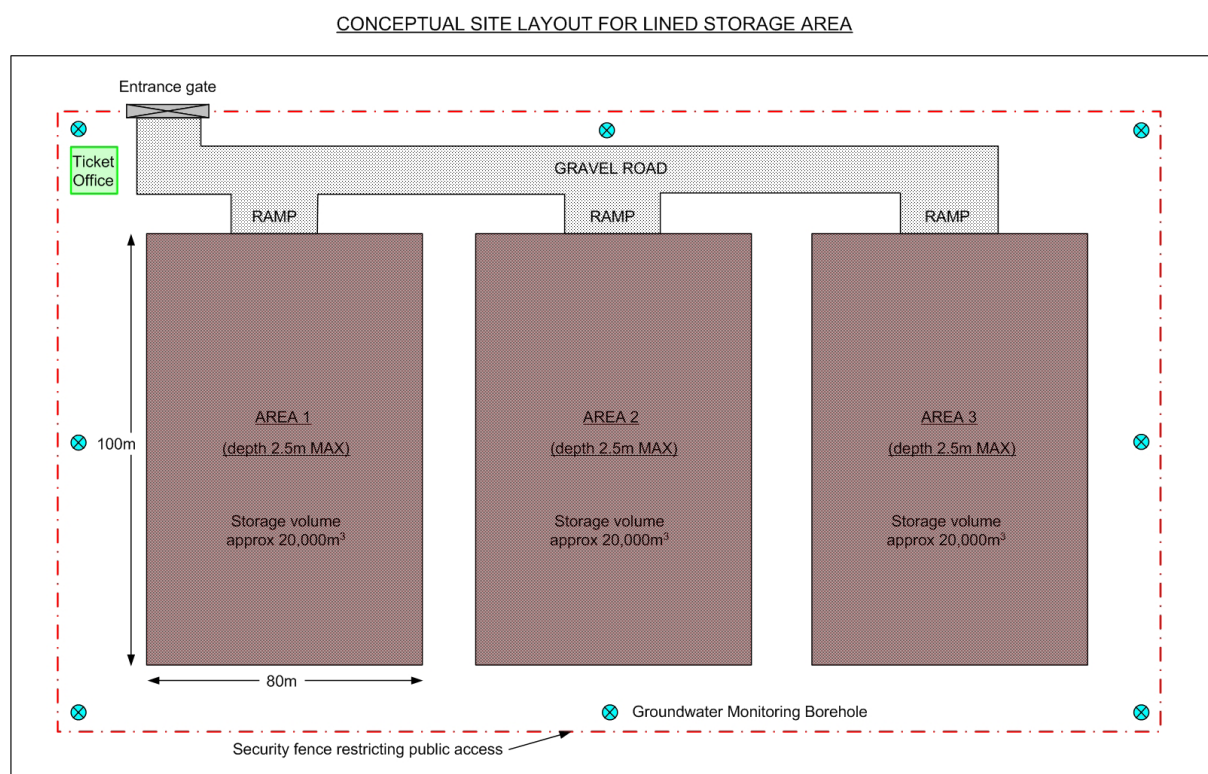 CONCEPTUAL SITE LAYOUT FOR LINED STORAGE AREA
Entrance gate
Ticket
Office
GRAVEL ROAD
RAMP
RAMP
RAMP
100m
AREA 1
(depth 2.5m MAX)
Storage volume
approx 20,000m³
AREA 2
(depth 2.5m MAX)
Storage volume
approx 20,000m³
AREA 3
(depth 2.5m MAX)
Storage volume
approx 20,000m³
80m
Groundwater Monitoring Borehole
Security fence restricting public access